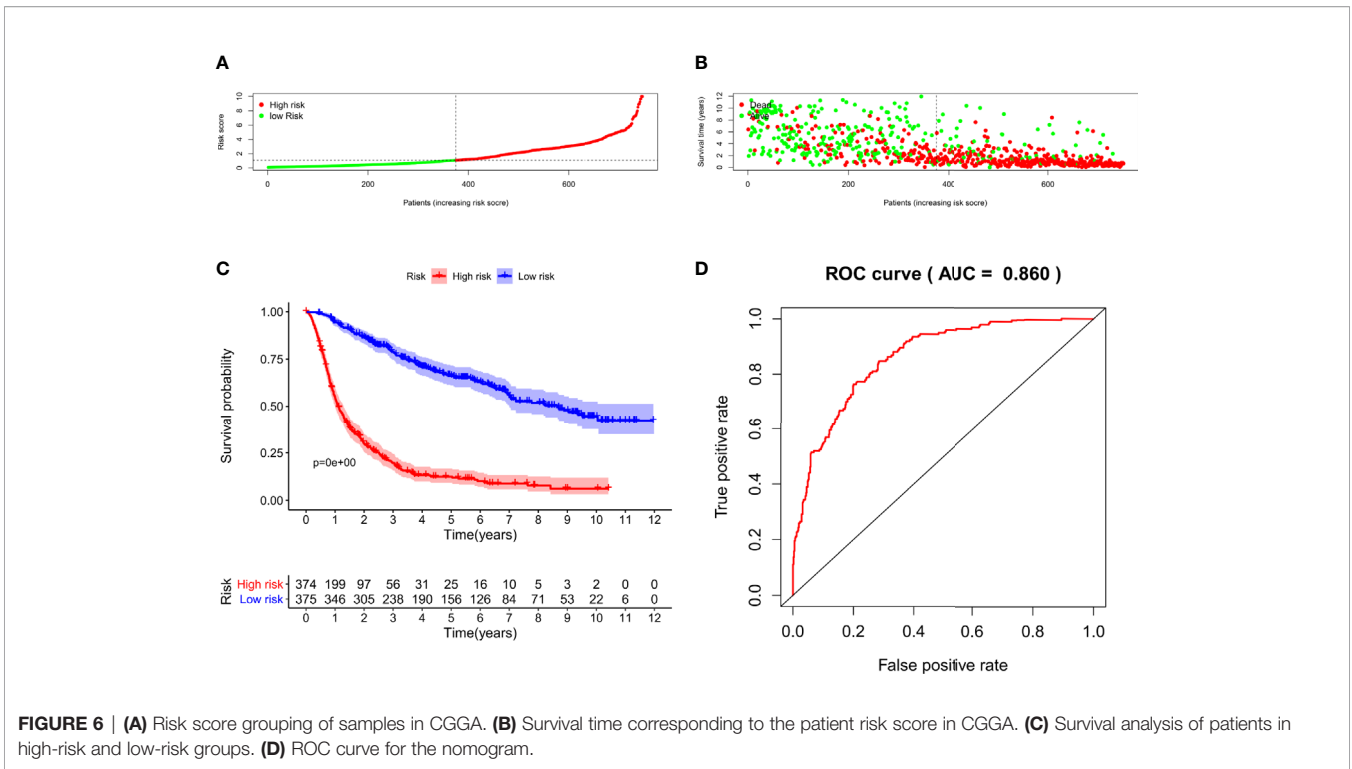 A
10
8
6
4
2
0
Risk score
High risk
low Risk
0 200 400 600
Patients (increasing risk socre)
B
12
10
8
6
4
2
0
Survival time (years)
Dead
Alive
0 200 400 600
Patients (increasing isk socre)
C
Risk High risk Low risk
1.00
0.75
0.50
0.25
0.00
Survival probability
p=0e+00
0 1 2 3 4 5 6 7 8 9 10 11 12
Time(years)
Risk
High risk 374 199 97 56 31 25 16 10 5 3 2 0 0
Low risk 375 346 305 238 190 156 126 84 71 53 22 6 0
0 1 2 3 4 5 6 7 8 9 10 11 12
Time(years)
D
ROC curve ( AUC = 0.860 )
1.0
0.8
0.6
0.4
0.2
0.0
True positive rate
0.0 0.2 0.4 0.6 0.8 1.0
False positive rate
FIGURE 6 | (A) Risk score grouping of samples in CGGA. (B) Survival time corresponding to the patient risk score in CGGA. (C) Survival analysis of patients in
high-risk and low-risk groups. (D) ROC curve for the nomogram.